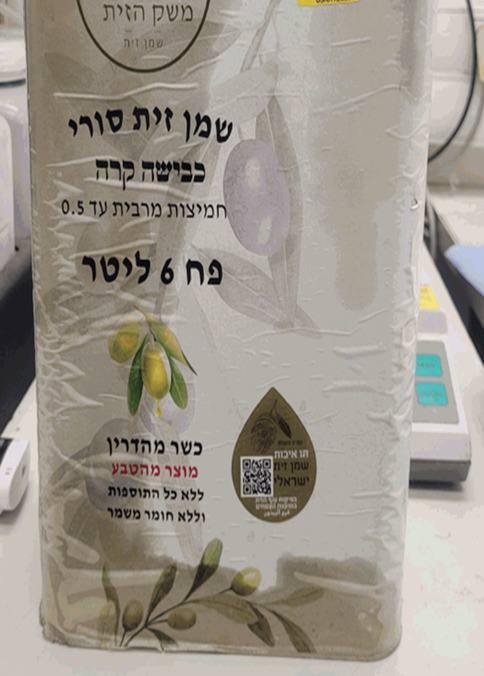 משק הזית
שמן זית
שמן זית סורי
כבישה קרה
חמיצות מרבית עד 0.5
פח 6 ליטר
כשר מהדרין
מוצר מהטבע
ללא כל התוספות
וללא חומר משמר
תו איכות
שמן זית
ישראלי